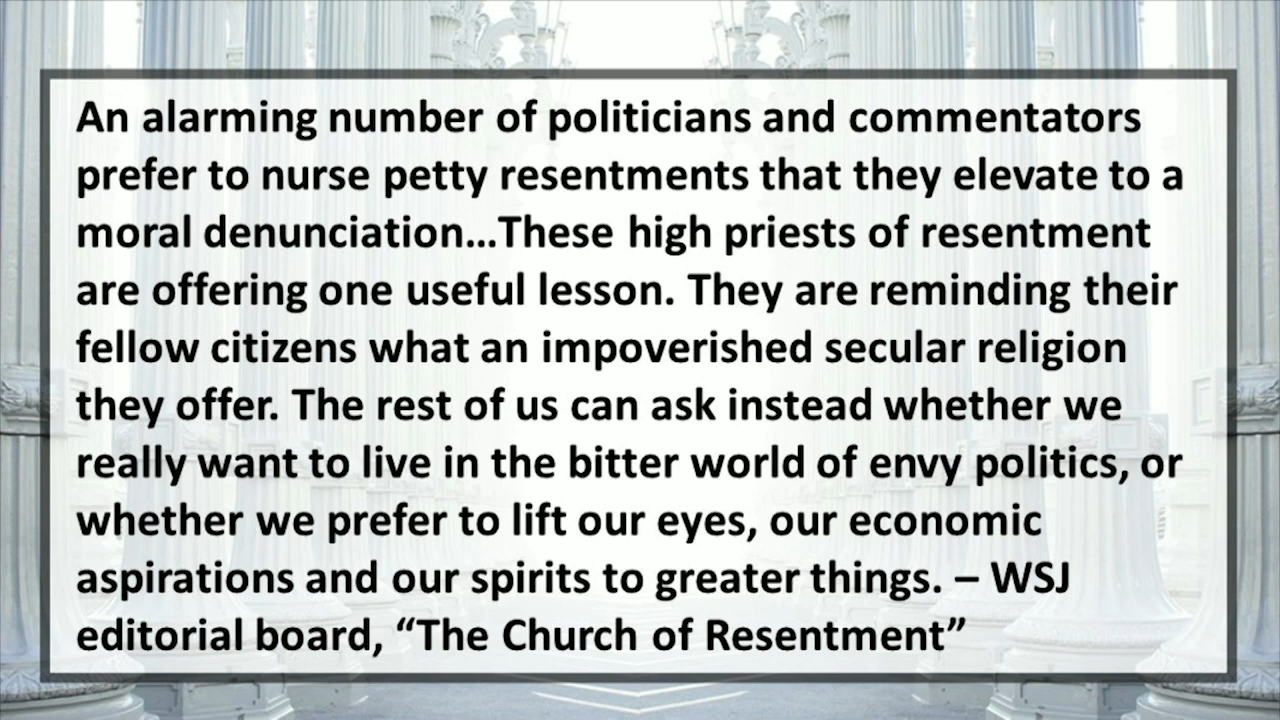 An alarming number of politicians and commentators
prefer to nurse petty resentments that they elevate to a
moral denunciation...These high priests of resentment
are offering one useful lesson. They are reminding their
fellow citizens what an impoverished secular religion
they offer. The rest of us can ask instead whether we
really want to live in the bitter world of envy politics, or
whether we prefer to lift our eyes, our economic
aspirations and our spirits to greater things. – WSJ
editorial board, “The Church of Resentment”